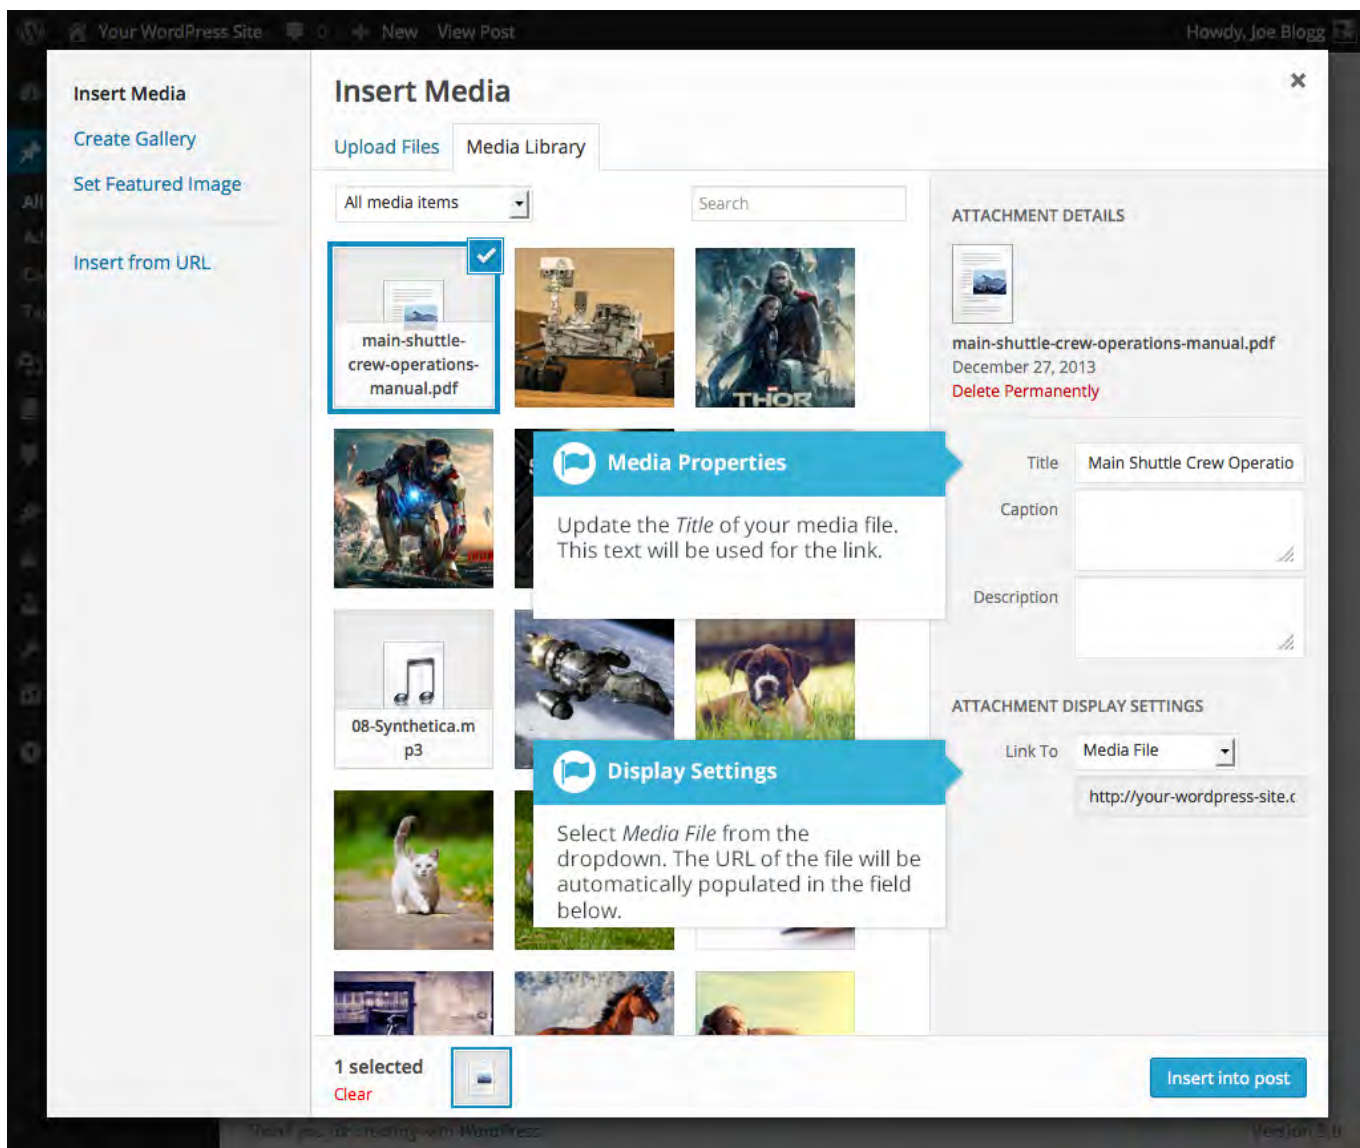 Your WordPress Site
0
New
View Post
Howdy, Joe Blogg
Insert Media
Create Gallery
Set Featured Image
Insert from URL
Insert Media
Upload Files
Media Library
All media items
Search
main-shuttle-
crew-operations-
manual.pdf
THOR
08-Synthetica.m
p3
Media Properties
Update the Title of your media file.
This text will be used for the link.
Display Settings
Select Media File from the
dropdown. The URL of the file will be
automatically populated in the field
below.
ATTACHMENT DETAILS
main-shuttle-crew-operations-manual.pdf
December 27, 2013
Delete Permanently
Title
Main Shuttle Crew Operatio
Caption
Description
ATTACHMENT DISPLAY SETTINGS
Link To
Media File
http://your-wordpress-site.c
1 selected
Clear
Insert into post